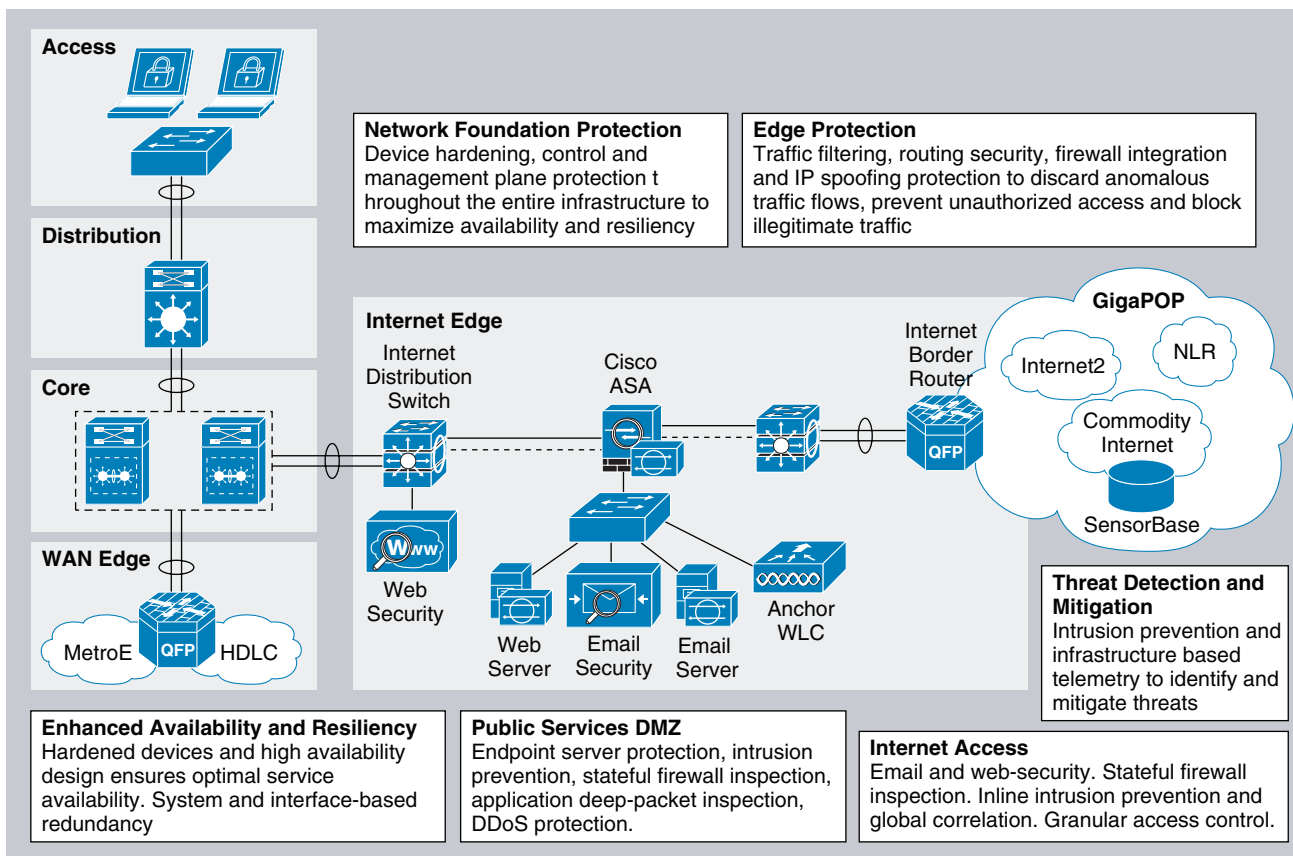 Access
Network Foundation Protection
Device hardening, control and
management plane protection t
hroughout the entire infrastructure to
maximize availability and resiliency
Edge Protection
Traffic filtering, routing security, firewall integration
and IP spoofing protection to discard anomalous
traffic flows, prevent unauthorized access and block
illegitimate traffic
Distribution
Core
WAN Edge
MetroE
QFP
HDLC
Internet Edge
Internet
Distribution
Switch
Cisco
ASA
Internet
Border
Router
QFP
GigaPOP
Internet2
NLR
Commodity
Internet
SensorBase
Www
Web
Security
Web
Server
Email
Security
Email
Server
Anchor
WLC
Threat Detection and
Mitigation
Intrusion prevention and
infrastructure based
telemetry to identify and
mitigate threats
Enhanced Availability and Resiliency
Hardened devices and high availability
design ensures optimal service
availability. System and interface-based
redundancy
Public Services DMZ
Endpoint server protection, intrusion
prevention, stateful firewall inspection,
application deep-packet inspection,
DDoS protection.
Internet Access
Email and web-security. Stateful firewall
inspection. Inline intrusion prevention and
global correlation. Granular access control.